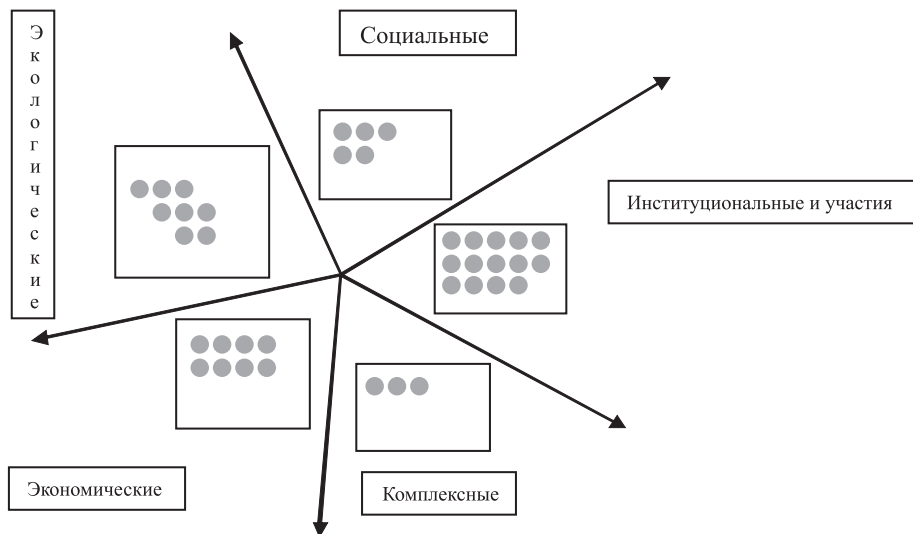 Экологические
Социальные
Институциональные и участия
Экономические
Комплексные